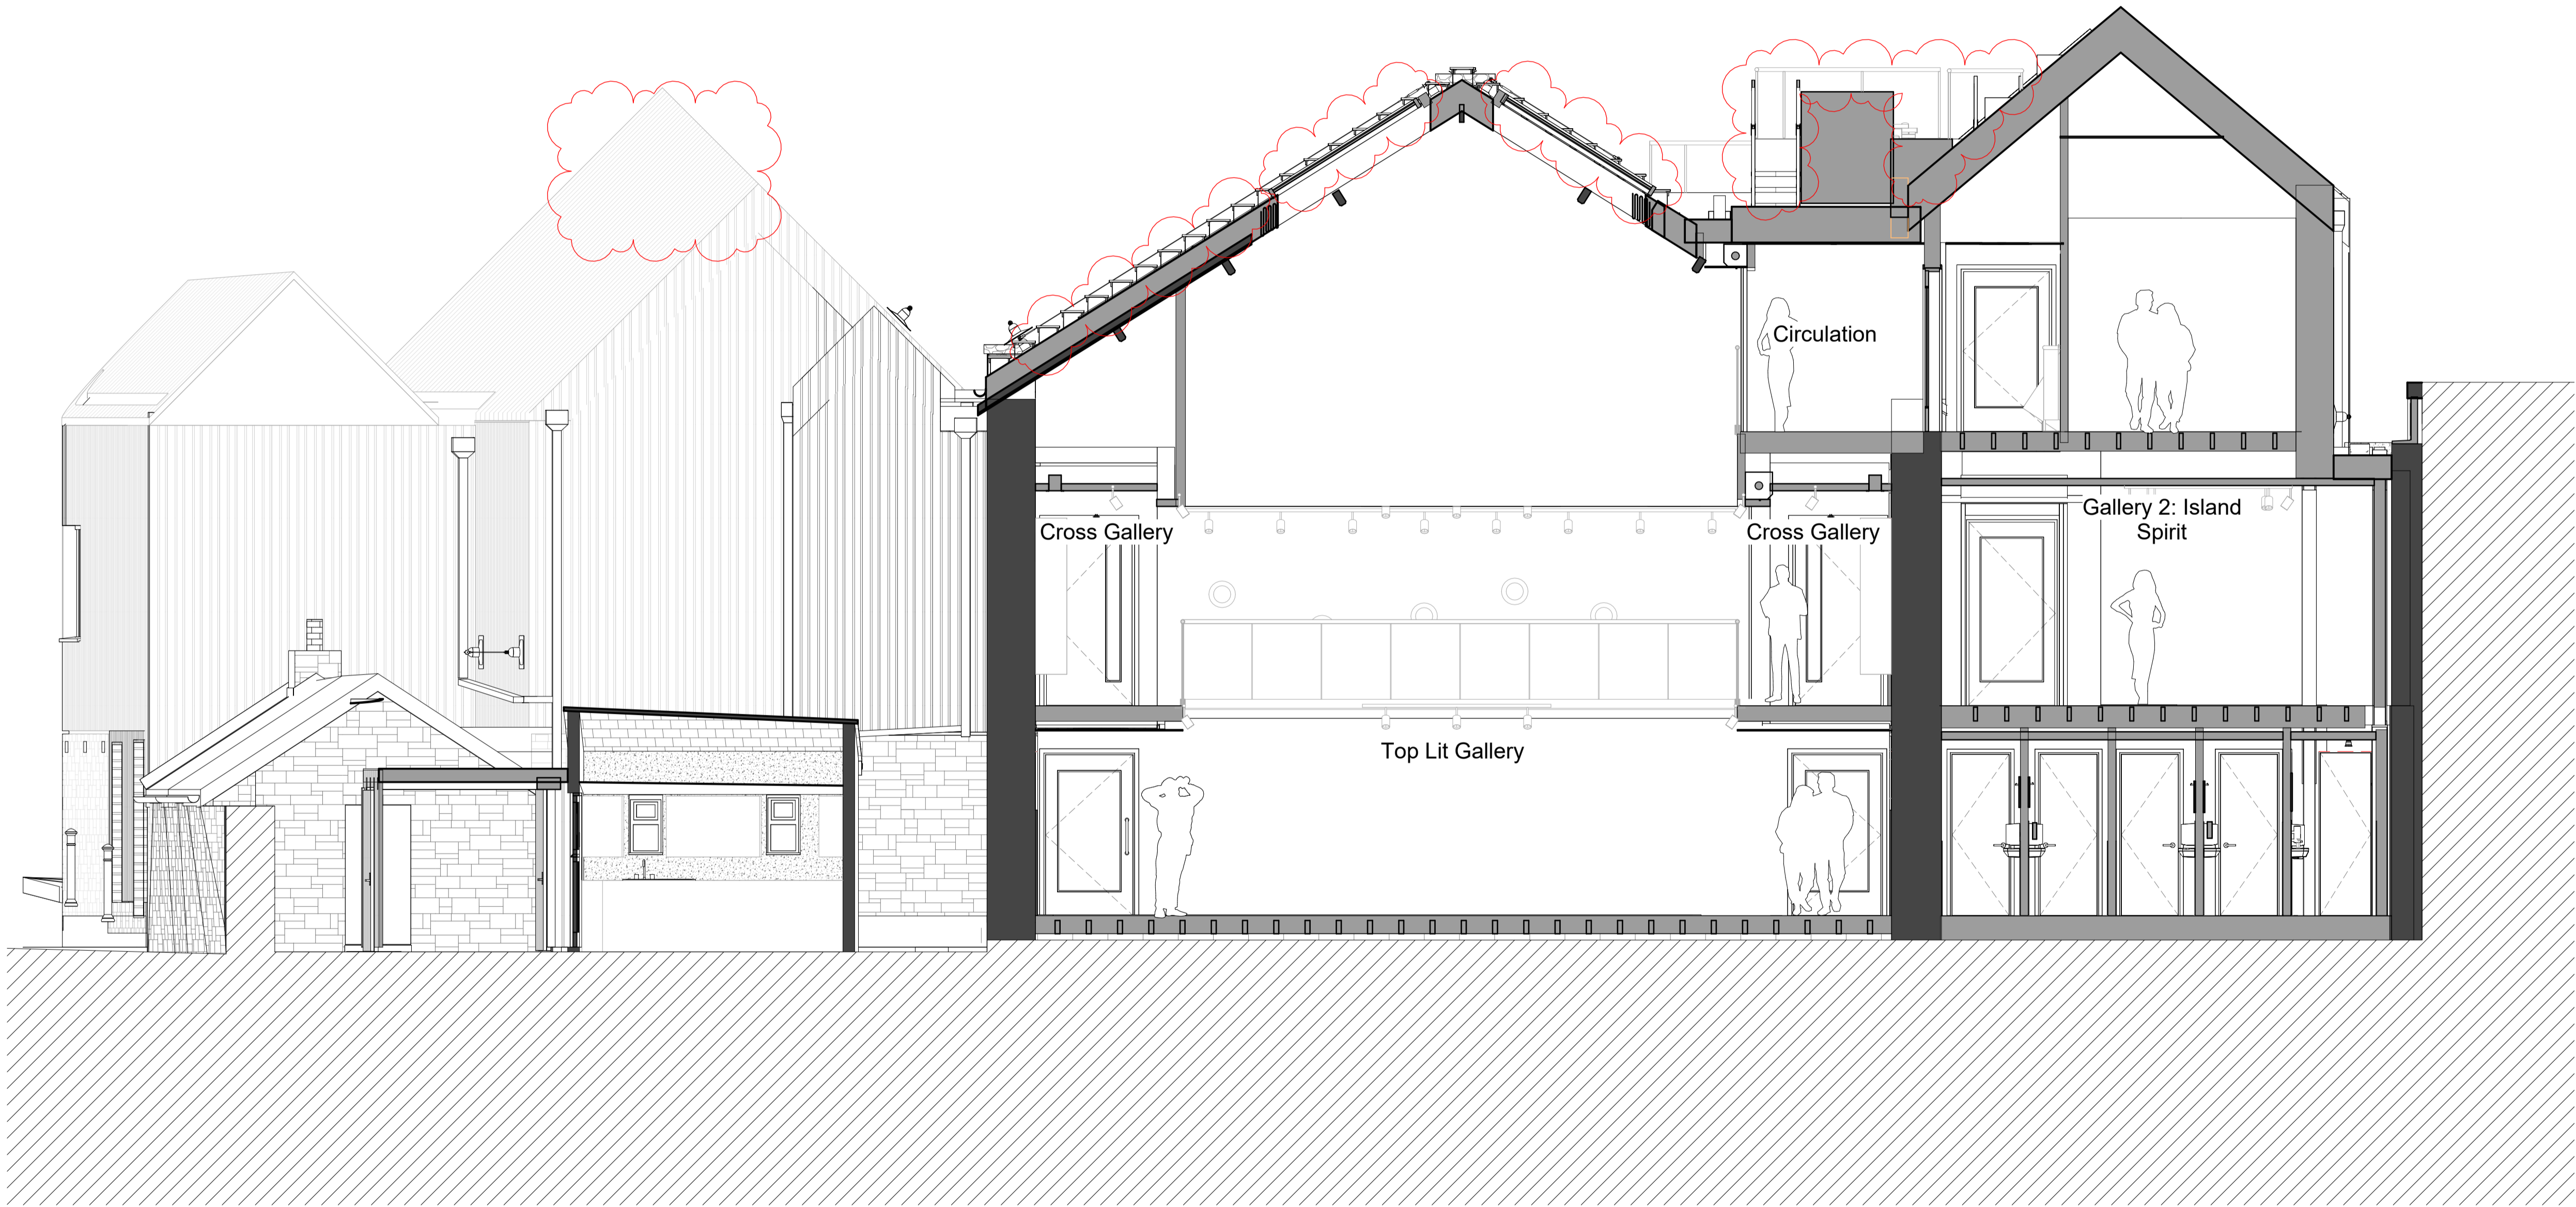 Circulation
Cross Gallery
Cross Gallery
Gallery 2: Island
Spirit
Top Lit Gallery